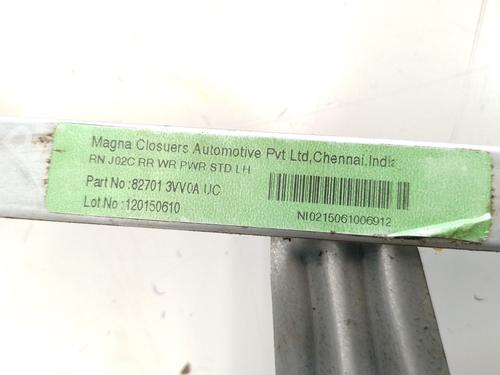 Magna Closuers Automotive Pvt Ltd,Chennai,India
RN J02C RR WR PWR STD LH
Part No :82701 3VV0A UC
Lot No :120150610
NI0215061006912